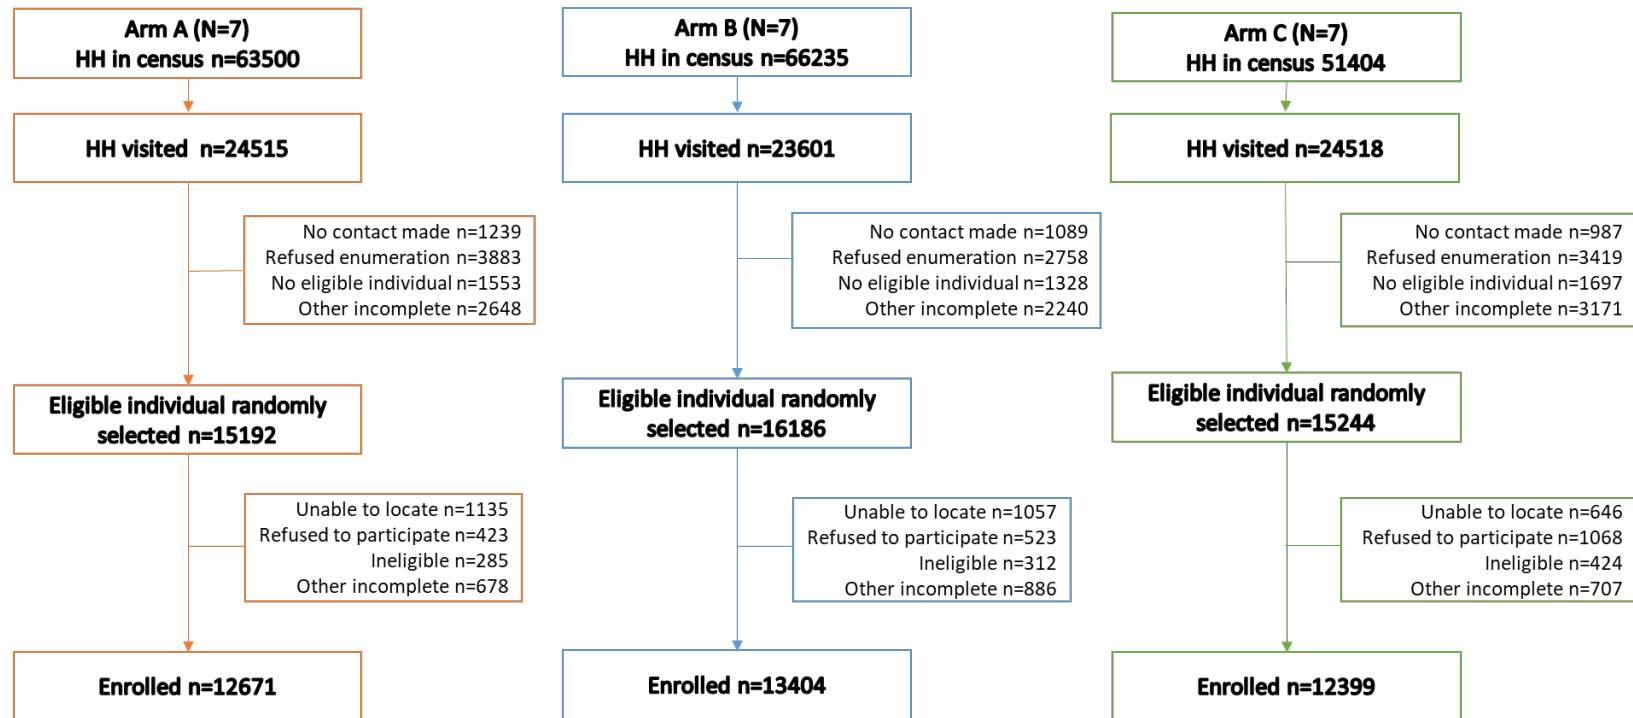 Arm A (N=7)
HH in census n=63500
HH visited n=24515
No contact made n=1239
Refused enumeration n=3883
No eligible individual n=1553
Other incomplete n=2648
Eligible individual randomly
selected n=15192
Unable to locate n=1135
Refused to participate n=423
Ineligible n=285
Other incomplete n=678
Enrolled n=12671
Arm B (N=7)
HH in census n=66235
HH visited n=23601
No contact made n=1089
Refused enumeration n=2758
No eligible individual n=1328
Other incomplete n=2240
Eligible individual randomly
selected n=16186
Unable to locate n=1057
Refused to participate n=523
Ineligible n=312
Other incomplete n=886
Enrolled n=13404
Arm C (N=7)
HH in census 51404
HH visited n=24518
No contact made n=987
Refused enumeration n=3419
No eligible individual n=1697
Other incomplete n=3171
Eligible individual randomly
selected n=15244
Unable to locate n=646
Refused to participate n=1068
Ineligible n=424
Other incomplete n=707
Enrolled n=12399